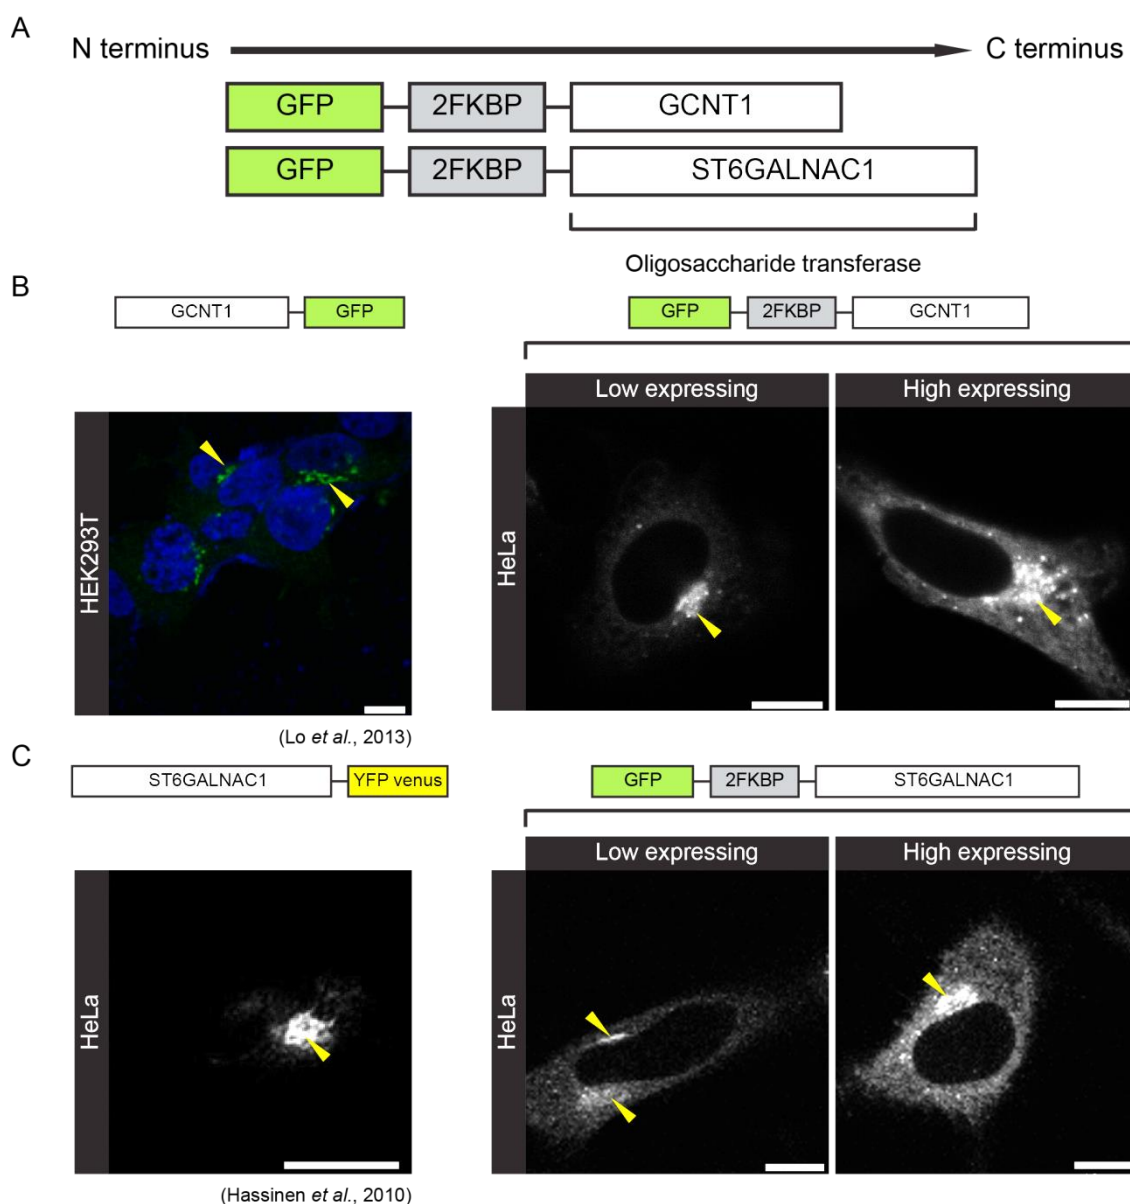 A
N terminus
C terminus
GFP
2FKBP
GCNT1
GFP
2FKBP
ST6GALNAC1
Oligosaccharide transferase
B
GCNT1
GFP
GFP
2FKBP
GCNT1
Low expressing
High expressing
HEK293T
HeLa
(Lo et al., 2013)
C
ST6GALNAC1
YFP venus
GFP
2FKBP
ST6GALNAC1
Low expressing
High expressing
HeLa
HeLa
(Hassinen et al., 2010)